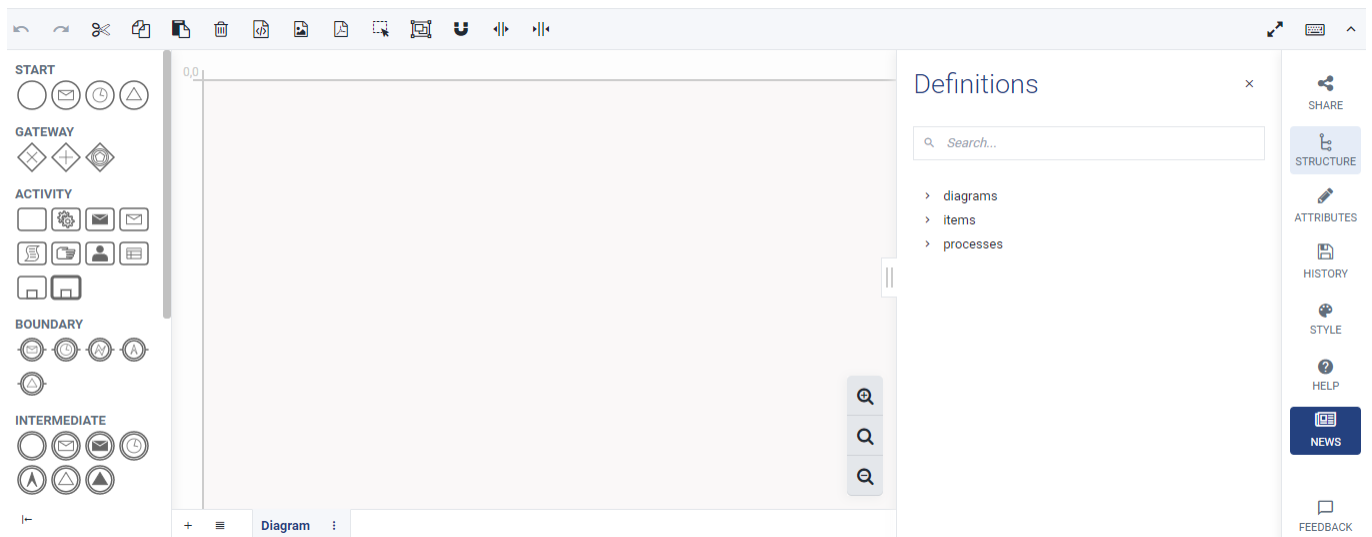 START
GATEWAY
ACTIVITY
BOUNDARY
INTERMEDIATE
0,0
Diagram
Definitions
Search...
diagrams
items
processes
SHARE
STRUCTURE
ATTRIBUTES
HISTORY
STYLE
HELP
NEWS
FEEDBACK